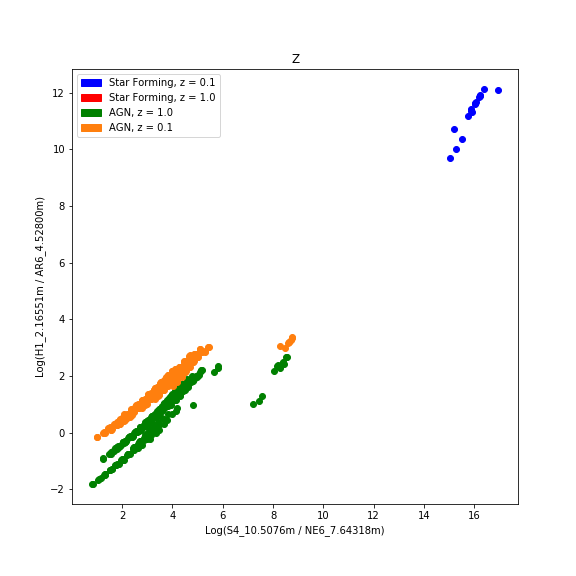 Z
Star Forming, z = 0.1
Star Forming, z = 1.0
AGN, z = 1.0
AGN, z = 0.1
Log(H1_2.16551m / AR6_4.52800m)
12
10
8
6
4
2
0
−2
2 4 6 8 10 12 14 16
Log(S4_10.5076m / NE6_7.64318m)